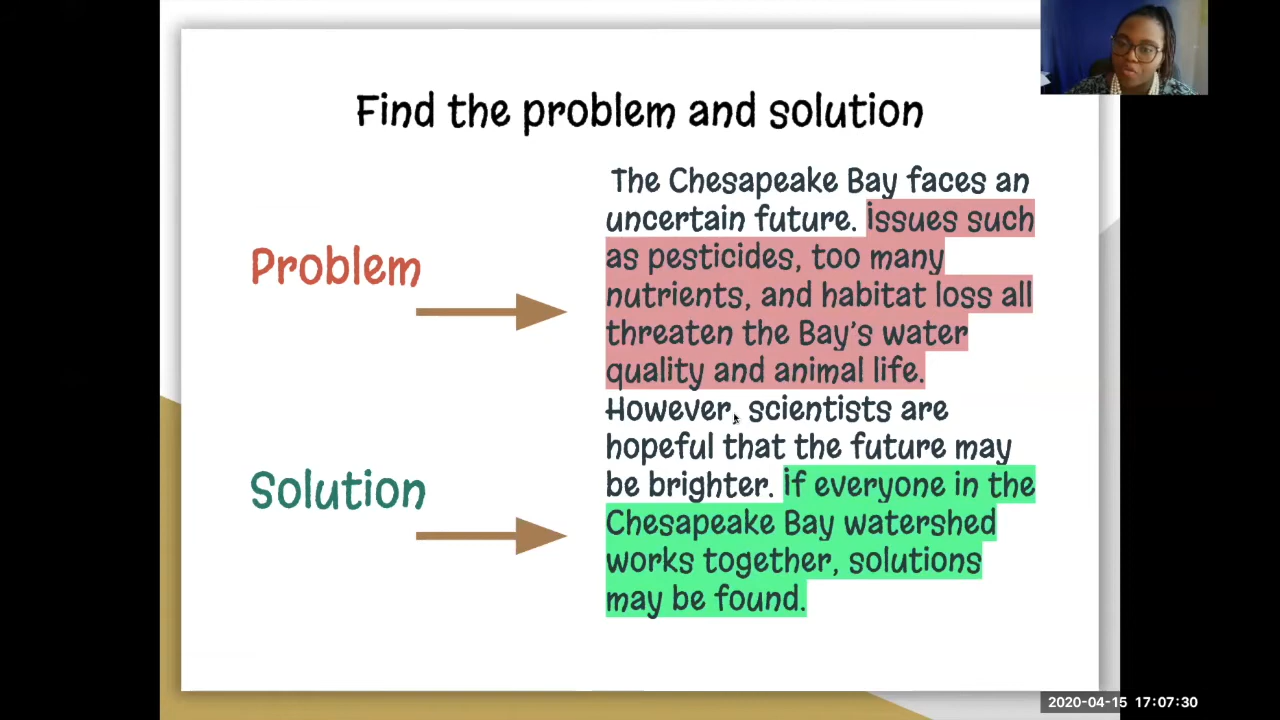 Find the problem and solution
The Chesapeake Bay faces an
uncertain future. Issues such
as pesticides, too many
nutrients, and habitat loss all
threaten the Bay's water
quality and animal life.
However, scientists are
hopeful that the future may
be brighter. If everyone in the
Chesapeake Bay watershed
works together, solutions
may be found.
Problem
Solution
2020-04-15 17:07:30